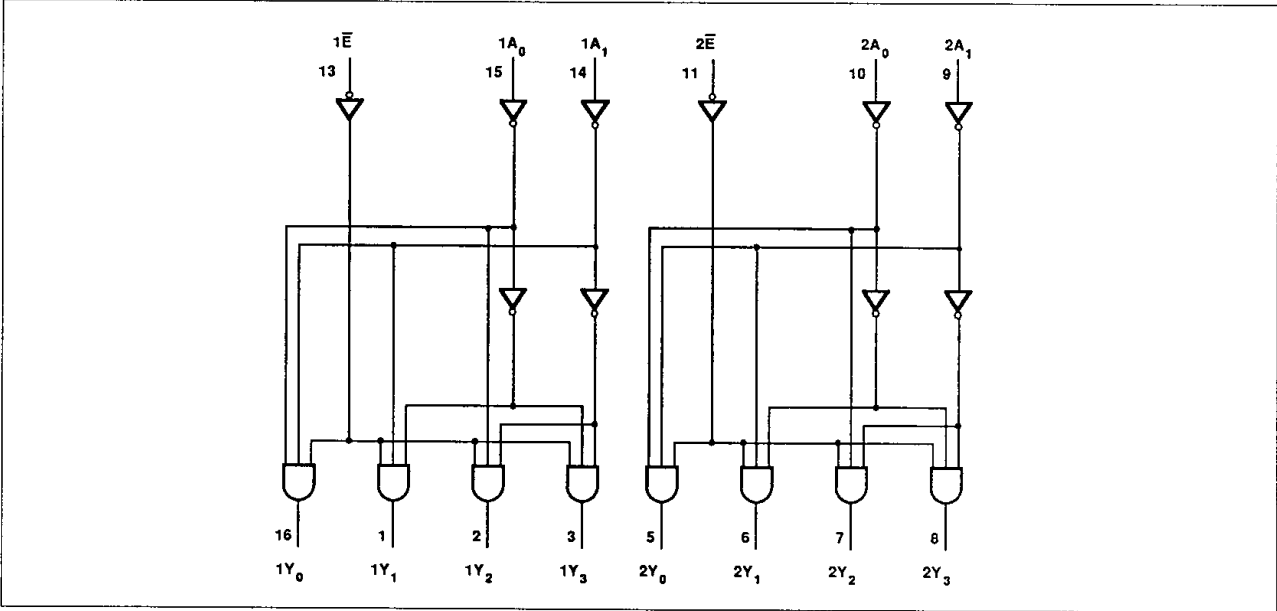 1E̅ 1A₀ 1A₁ 2E̅ 2A₀ 2A₁
13 15 14 11 10 9
16 1 2 3 5 6 7 8
1Y₀ 1Y₁ 1Y₂ 1Y₃ 2Y₀ 2Y₁ 2Y₂ 2Y₃